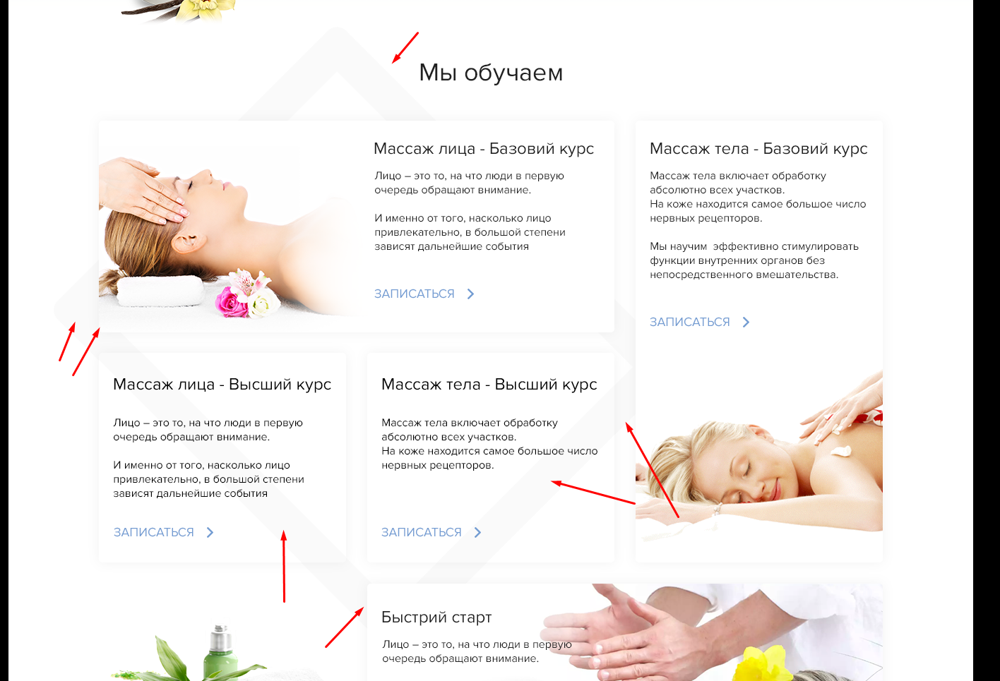 Мы обучаем
Массаж лица - Базовий курс
Лицо – это то, на что люди в первую
очередь обращают внимание.
И именно от того, насколько лицо
привлекательно, в большой степени
зависят дальнейшие события
ЗАПИСАТЬСЯ
Массаж тела - Базовий курс
Массаж тела включает обработку
абсолютно всех участков.
На коже находится самое большое число
нервных рецепторов.
Мы научим  эффективно стимулировать
функции внутренних органов без
непосредственного вмешательства.
ЗАПИСАТЬСЯ
Массаж лица - Высший курс
Лицо – это то, на что люди в первую
очередь обращают внимание.
И именно от того, насколько лицо
привлекательно, в большой степени
зависят дальнейшие события
ЗАПИСАТЬСЯ
Массаж тела - Высший курс
Массаж тела включает обработку
абсолютно всех участков.
На коже находится самое большое число
нервных рецепторов.
ЗАПИСАТЬСЯ
Быстрий старт
Лицо – это то, на что люди в первую
очередь обращают внимание.